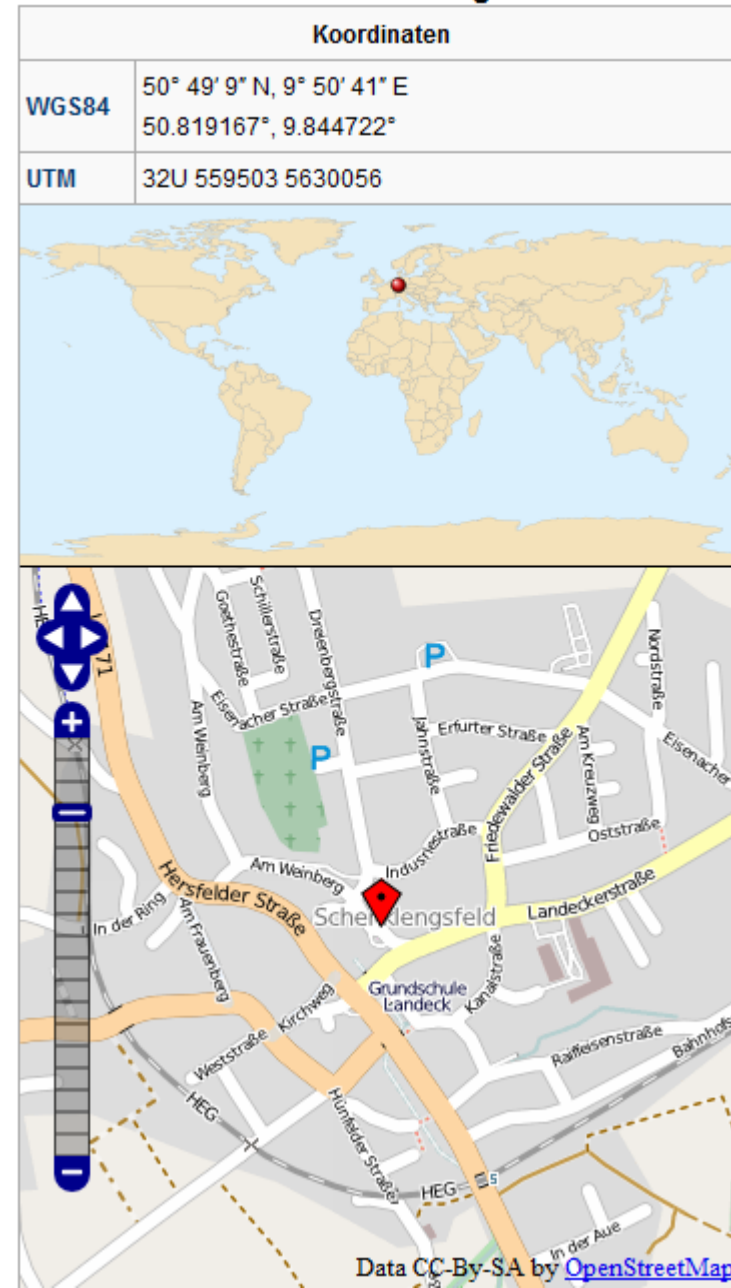 Koordinaten
WGS84
50° 49′ 9″ N, 9° 50′ 41″ E
50.819167°, 9.844722°
UTM
32U 559503 5630056
Schillerstraße
Goethestraße
Dreienbergstraße
Nordstraße
71
P
Eisenacher Straße
Am Weinberg
Jahnstraße
Erfurter Straße
Am Kreuzweg
Eisenacher
P
Friedewalder Straße
Industriestraße
Oststraße
Am Weinberg
Hersfelder Straße
Landeckerstraße
In der Ring
Am Frauenberg
Schenklengsfeld
Grundschule
Landeck
Kanalstraße
Kirchweg
Weststraße
Raiffeisenstraße
Bahnhofs
HEG
Hünfelder Straße
HEG
5
In der Aue
Data CC-By-SA by OpenStreetMap